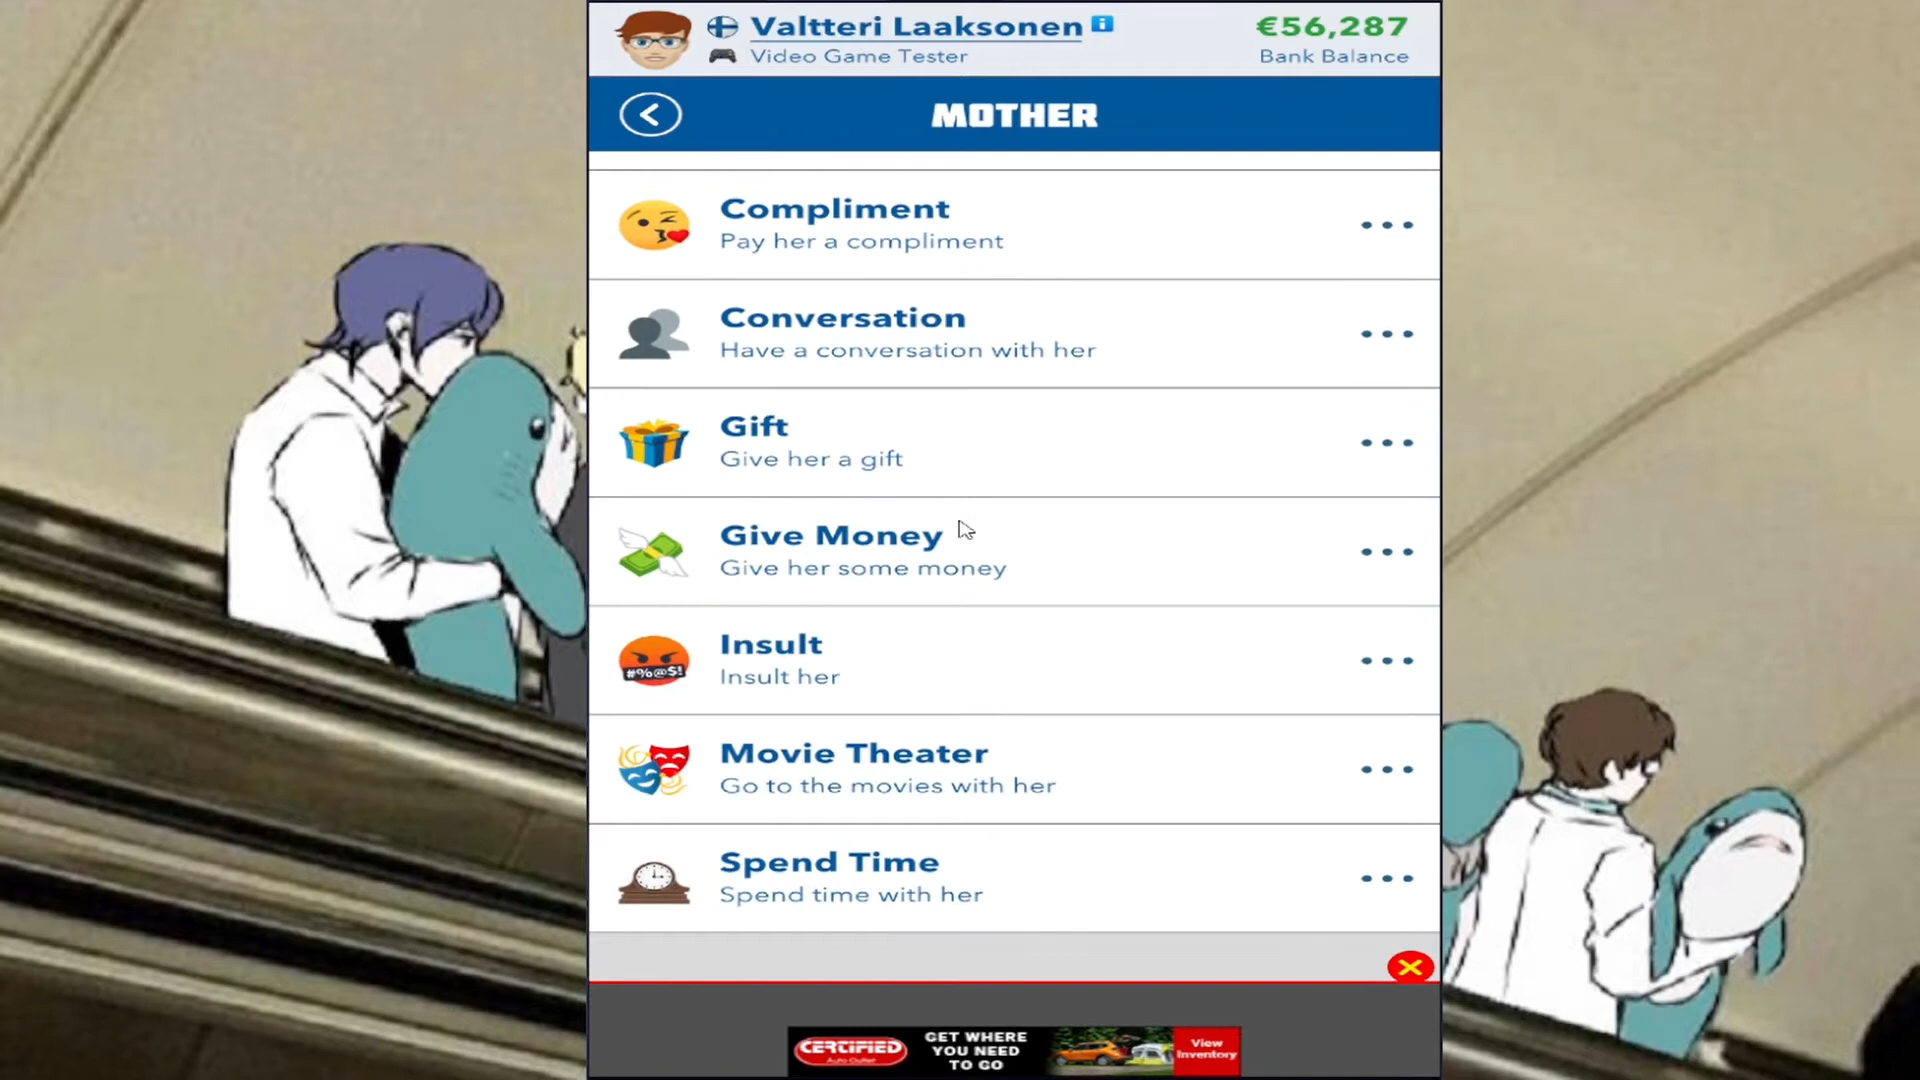 Valtteri Laaksonen
€56,287
Video Game Tester
Bank Balance
MOTHER
Compliment
Pay her a compliment
Conversation
Have a conversation with her
Gift
Give her a gift
Give Money
Give her some money
#%@$!
Insult
Insult her
Movie Theater
Go to the movies with her
Spend Time
Spend time with her
CERTIFIED
Auto Outlet
GET WHERE
YOU NEED
TO GO
View
Inventory